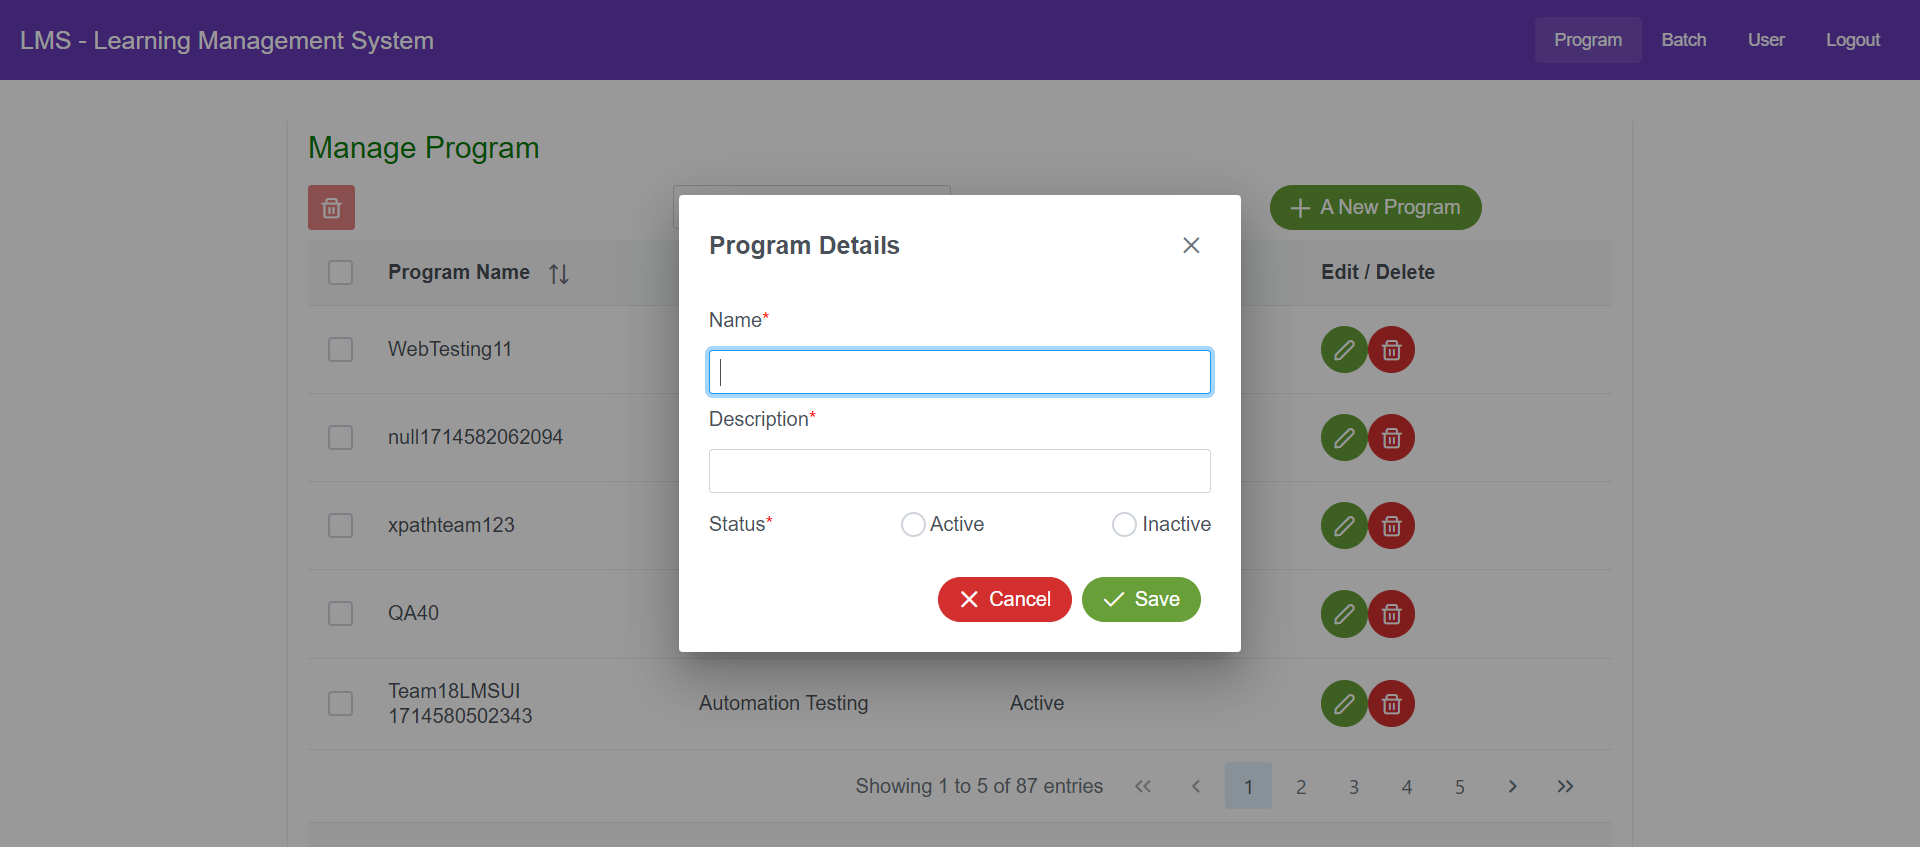 LMS - Learning Management System
Program Batch User Logout
Manage Program
A New Program
Program Name Edit / Delete
WebTesting11
null1714582062094
xpathteam123
QA40
Team18LMSUI
1714580502343 Automation Testing Active
Showing 1 to 5 of 87 entries << < 1 2 3 4 5 > >>
Program Details
Name*
Description*
Status* Active Inactive
Cancel Save